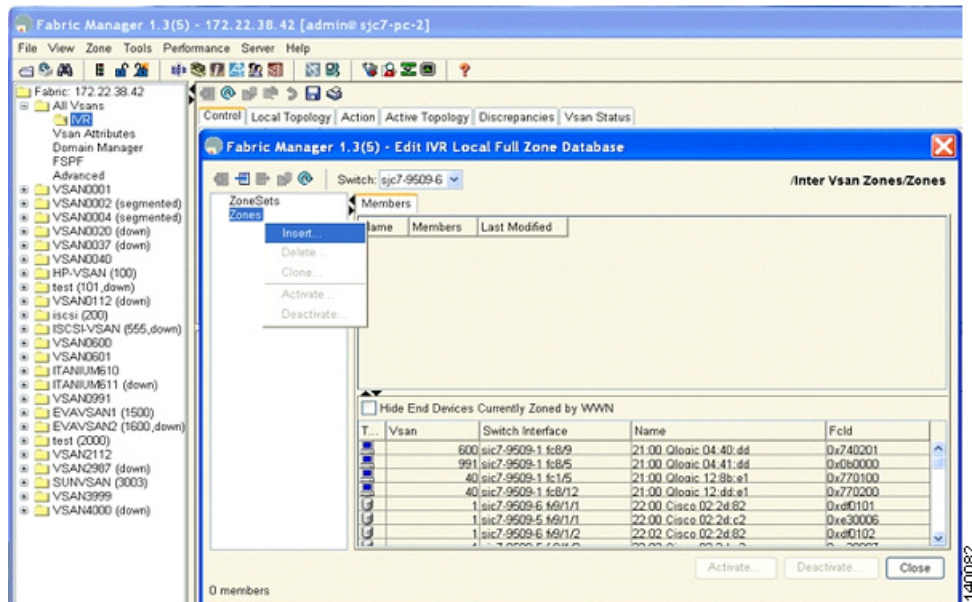 Fabric Manager 1.3(5) - 172.22.38.42 [admin@sjc7-pc-2]
File View Zone Tools Performance Server Help
Fabric: 172.22.38.42
All Vsans
IVR
Vsan Attributes
Domain Manager
FSPF
Advanced
VSAN0001
VSAN0002 (segmented)
VSAN0004 (segmented)
VSAN0020 (down)
VSAN0037 (down)
VSAN0040
HP-VSAN (100)
test (101,down)
VSAN0112 (down)
iscsi (200)
ISCSI-VSAN (555,down)
VSAN0600
VSAN0601
ITANIUM610
ITANIUM611 (down)
VSAN0991
EVAVSAN1 (1500)
EVAVSAN2 (1600,down)
test (2000)
VSAN2112
VSAN2987 (down)
SUNVSAN (3003)
VSAN3999
VSAN4000 (down)
Control Local Topology Action Active Topology Discrepancies Vsan Status
Fabric Manager 1.3(5) - Edit IVR Local Full Zone Database
Switch: sjc7-9509-6 /Inter Vsan Zones/Zones
ZoneSets
Zones
Insert...
Delete...
Clone...
Activate...
Deactivate...
Members
Name Members Last Modified
Hide End Devices Currently Zoned by WWN
T... Vsan Switch Interface Name FcId
600 sjc7-9509-1 fc8/9 21:00 Qlogic 04:40:dd 0x740201
991 sjc7-9509-1 fc8/5 21:00 Qlogic 04:41:dd 0x0b0000
40 sjc7-9509-1 fc1/5 21:00 Qlogic 12:8b:e1 0x770100
40 sjc7-9509-1 fc8/12 21:00 Qlogic 12:dd:e1 0x770200
1 sjc7-9509-6 fv9/1/1 22:00 Cisco 02:2d:82 0xdf0101
1 sjc7-9509-5 fv9/1/1 22:00 Cisco 02:2d:c2 0xe30006
1 sjc7-9509-6 fv9/1/2 22:02 Cisco 02:2d:82 0xdf0102
Activate... Deactivate... Close
0 members
140082